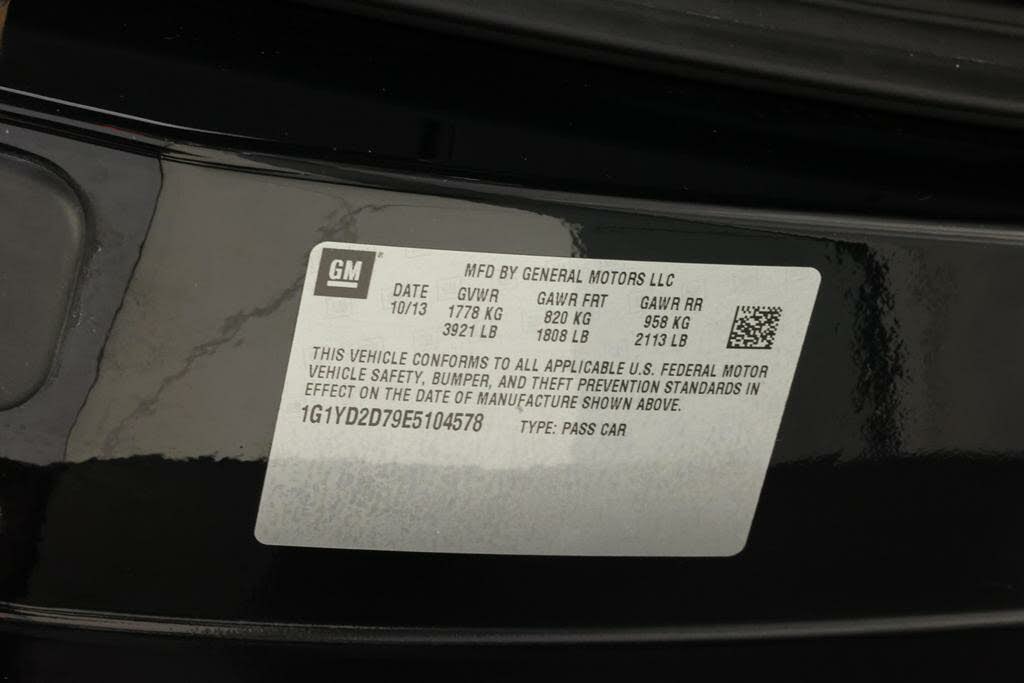 GM
MFD BY GENERAL MOTORS LLC
DATE GVWR GAWR FRT GAWR RR
10/13 1778 KG 820 KG 958 KG
3921 LB 1808 LB 2113 LB
THIS VEHICLE CONFORMS TO ALL APPLICABLE U.S. FEDERAL MOTOR
VEHICLE SAFETY, BUMPER, AND THEFT PREVENTION STANDARDS IN
EFFECT ON THE DATE OF MANUFACTURE SHOWN ABOVE.
1G1YD2D79E5104578 TYPE: PASS CAR